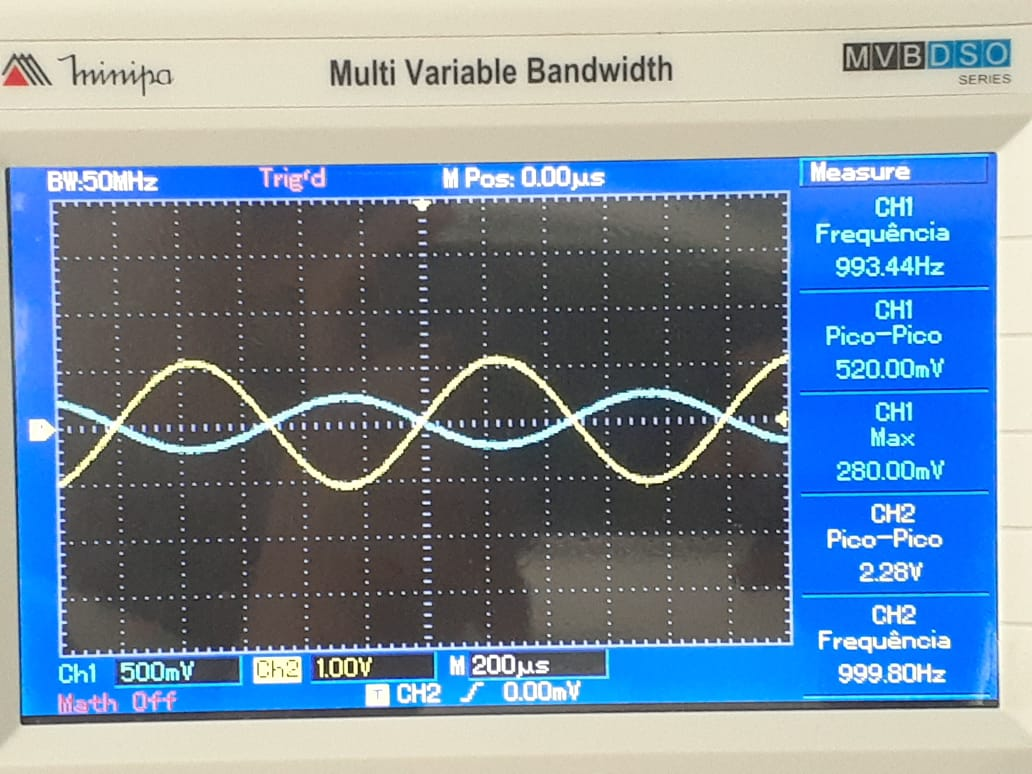 minipa
Multi Variable Bandwidth
MVBDSO
SERIES
BW:50MHz
Trig'd
M Pos: 0.00µs
Measure
CH1
Frequência
993.44Hz
CH1
Pico-Pico
520.00mV
CH1
Max
280.00mV
CH2
Pico-Pico
2.28V
CH2
Frequência
999.80Hz
Ch1 500mV Ch2 1.00V M 200µs
Math Off
T CH2 0.00mV